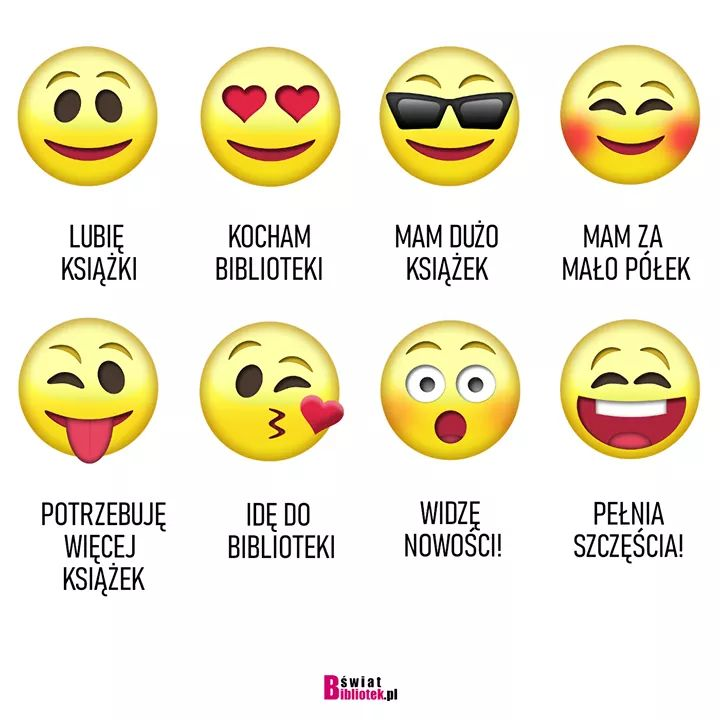 LUBIĘ
KSIĄŻKI
KOCHAM
BIBLIOTEKI
MAM DUŻO
KSIĄŻEK
MAM ZA
MAŁO PÓŁEK
POTRZEBUJĘ
WIĘCEJ
KSIĄŻEK
IDĘ DO
BIBLIOTEKI
WIDZĘ
NOWOŚCI!
PEŁNIA
SZCZĘŚCIA!
świat
Bibliotek.pl